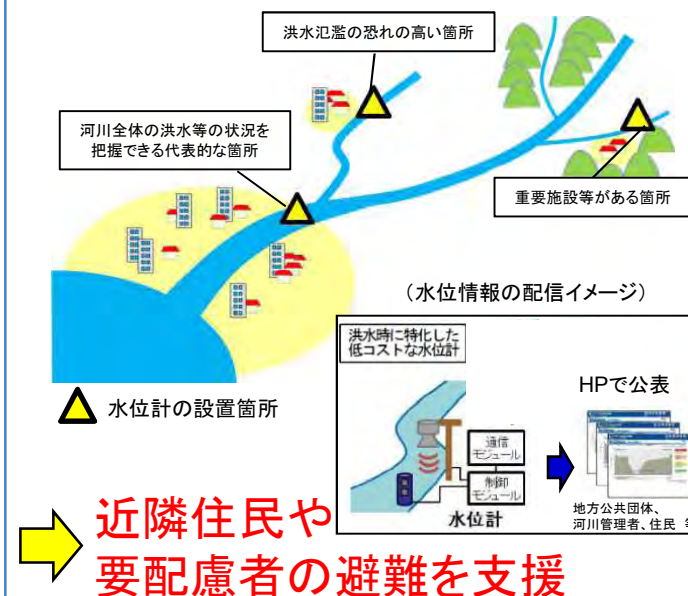 洪水氾濫の恐れの高い箇所
河川全体の洪水等の状況を
把握できる代表的な箇所
重要施設等がある箇所
(水位情報の配信イメージ)
洪水時に特化した
低コストな水位計
HPで公表
通信
モジュール
制御
モジュール
水位計
地方公共団体、
河川管理者、住民 等
水位計の設置箇所
近隣住民や
要配慮者の避難を支援